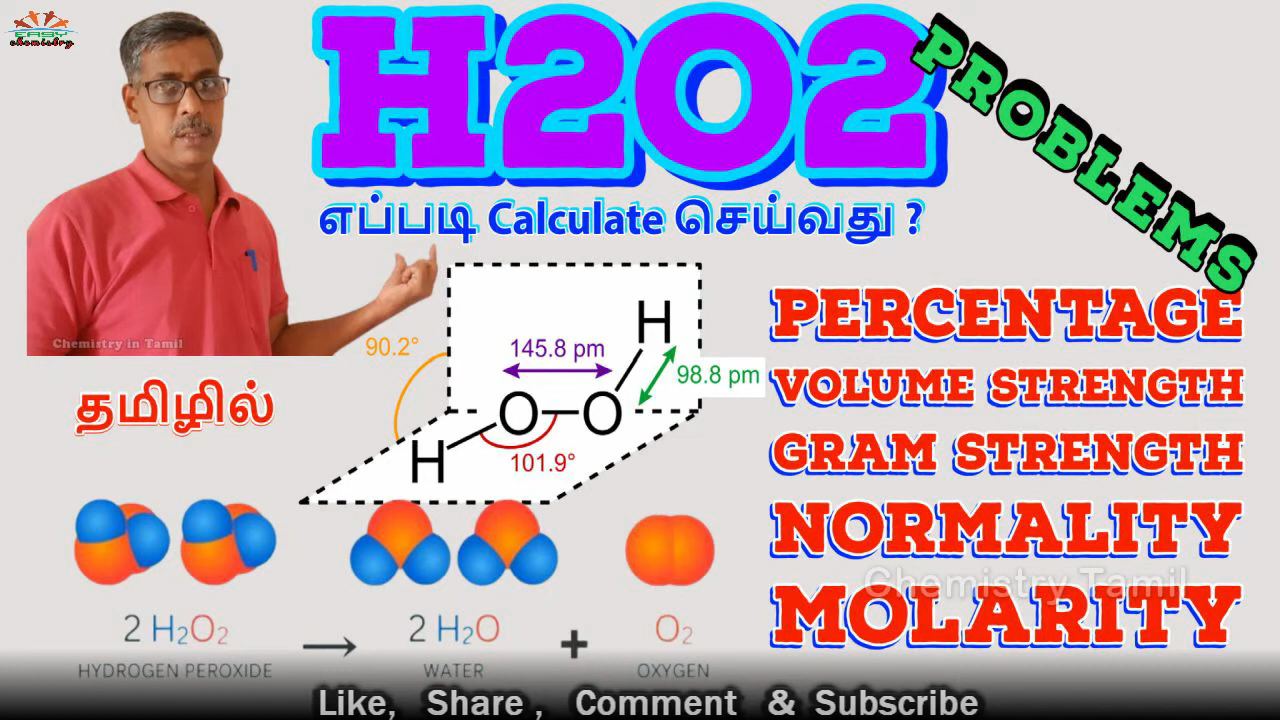 EASY
chemistry
H2O2
PROBLEMS
எப்படி Calculate செய்வது ?
Chemistry in Tamil
தமிழில்
90.2°
145.8 pm
98.8 pm
101.9°
H
O
O
H
PERCENTAGE
VOLUME STRENGTH
GRAM STRENGTH
NORMALITY
Chemistry Tamil
MOLARITY
2 H₂O₂ → 2 H₂O + O₂
HYDROGEN PEROXIDE WATER OXYGEN
Like, Share , Comment & Subscribe